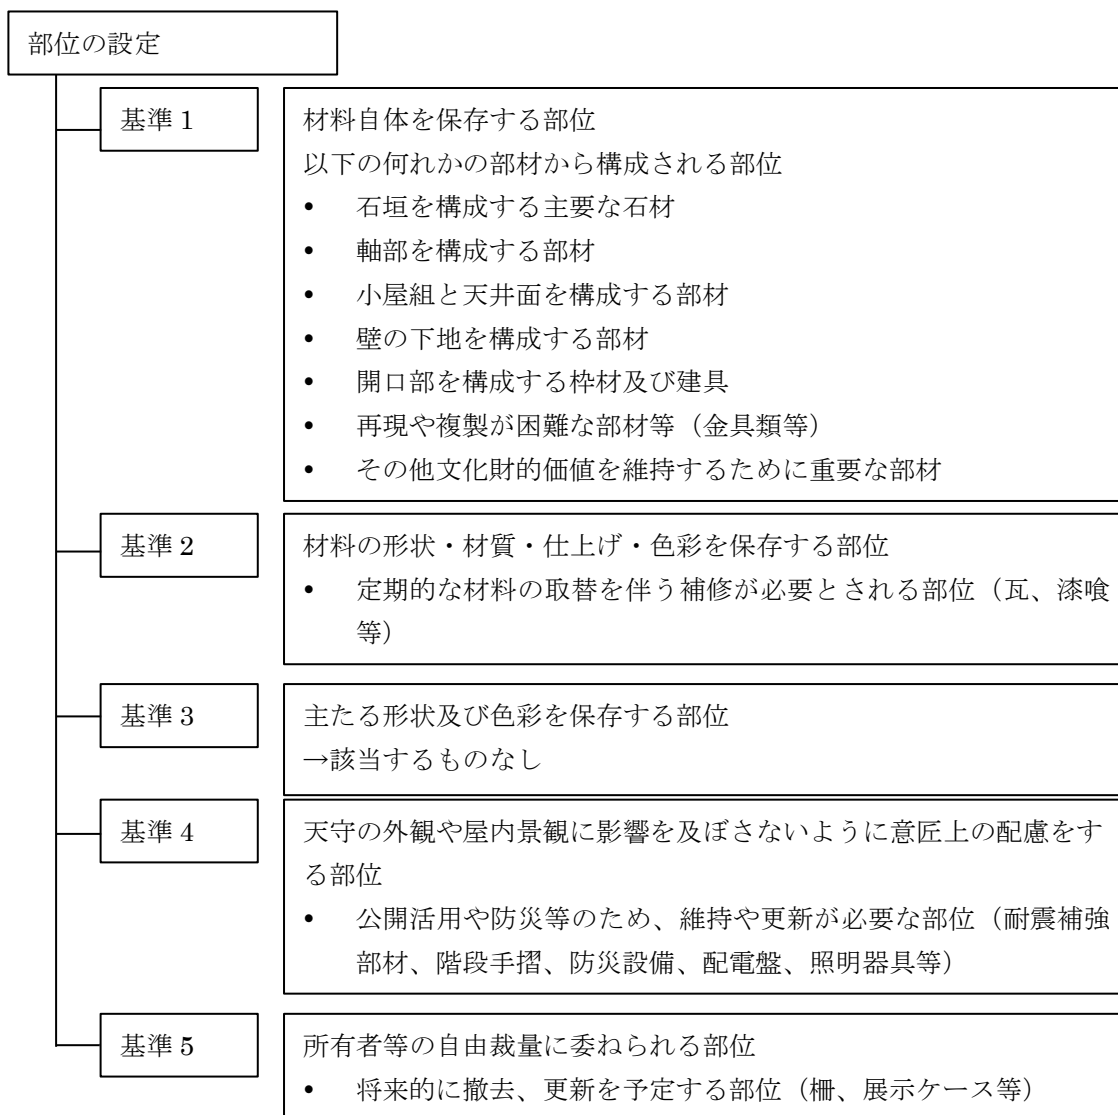 部位の設定
基準 1
材料自体を保存する部位
以下の何れかの部材から構成される部位
• 石垣を構成する主要な石材
• 軸部を構成する部材
• 小屋組と天井面を構成する部材
• 壁の下地を構成する部材
• 開口部を構成する枠材及び建具
• 再現や複製が困難な部材等（金具類等）
• その他文化財的価値を維持するために重要な部材
基準 2
材料の形状・材質・仕上げ・色彩を保存する部位
• 定期的な材料の取替を伴う補修が必要とされる部位（瓦、漆喰
等）
基準 3
主たる形状及び色彩を保存する部位
→該当するものなし
基準 4
天守の外観や屋内景観に影響を及ぼさないように意匠上の配慮をす
る部位
• 公開活用や防災等のため、維持や更新が必要な部位（耐震補強
部材、階段手摺、防災設備、配電盤、照明器具等）
基準 5
所有者等の自由裁量に委ねられる部位
• 将来的に撤去、更新を予定する部位（柵、展示ケース等）